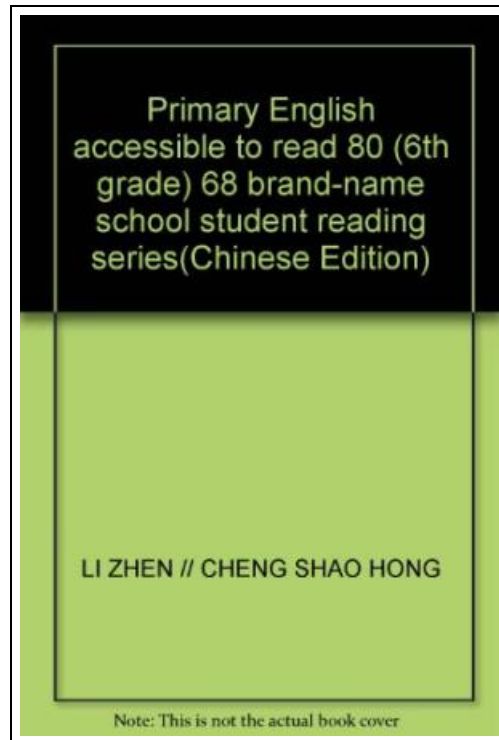 Primary English
accessible to read 80 (6th
grade) 68 brand-name
school student reading
series(Chinese Edition)
LI ZHEN // CHENG SHAO HONG
Note: This is not the actual book cover